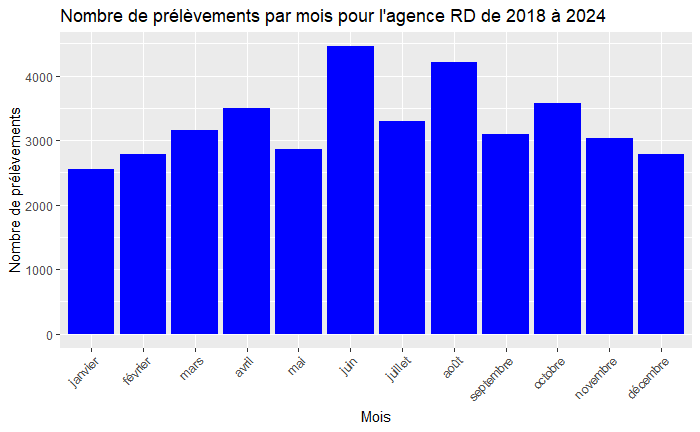 Nombre de prélèvements par mois pour l'agence RD de 2018 à 2024
Nombre de prélèvements
4000
3000
2000
1000
0
janvier
février
mars
avril
mai
juin
juillet
août
septembre
octobre
novembre
décembre
Mois